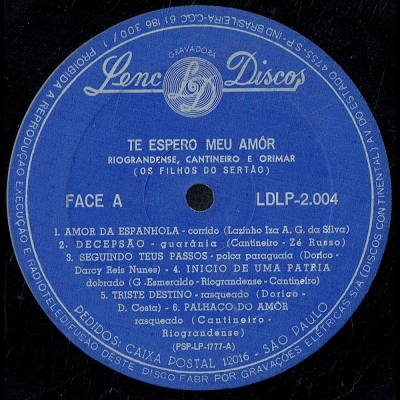 GRAVADORA
Lenc Discos
LD
TE ESPERO MEU AMÔR
RIOGRANDENSE, CANTINEIRO E ORIMAR
(OS FILHOS DO SERTÃO)
FACE A
LDLP-2.004
1. AMOR DA ESPANHOLA - corrido (Lazinho Isa A. G. da Silva)
2. DECEPSÃO - guarânia (Cantineiro - Zé Russo)
3. SEGUINDO TEUS PASSOS - polca paraguaia (Dorico -
Darcy Reis Nunes) - 4. INICIO DE UMA PATRIA
dobrado (G. Esmeraldo - Riograndense - Cantineiro)
5. TRISTE DESTINO - rasqueado (Dorico -
D. Costa) - 6. PALHAÇO DO AMÔR
rasqueado (Cantineiro -
Riograndense)
(PSP-LP-1777-A)
PEDIDOS: CAIXA POSTAL 12016 - SÃO PAULO
PROIBIDA A REPRODUÇÃO EXECUÇÃO E RADIOTELEDIFUSÃO DESTE DISCO FABR POR GRAVAÇÕES ELÉTRICAS S/A (DISCOS CONTINENTAL) AV DO ESTADO 4755-S-P-IND BRASILEIRA-CGC 61 186 300/1